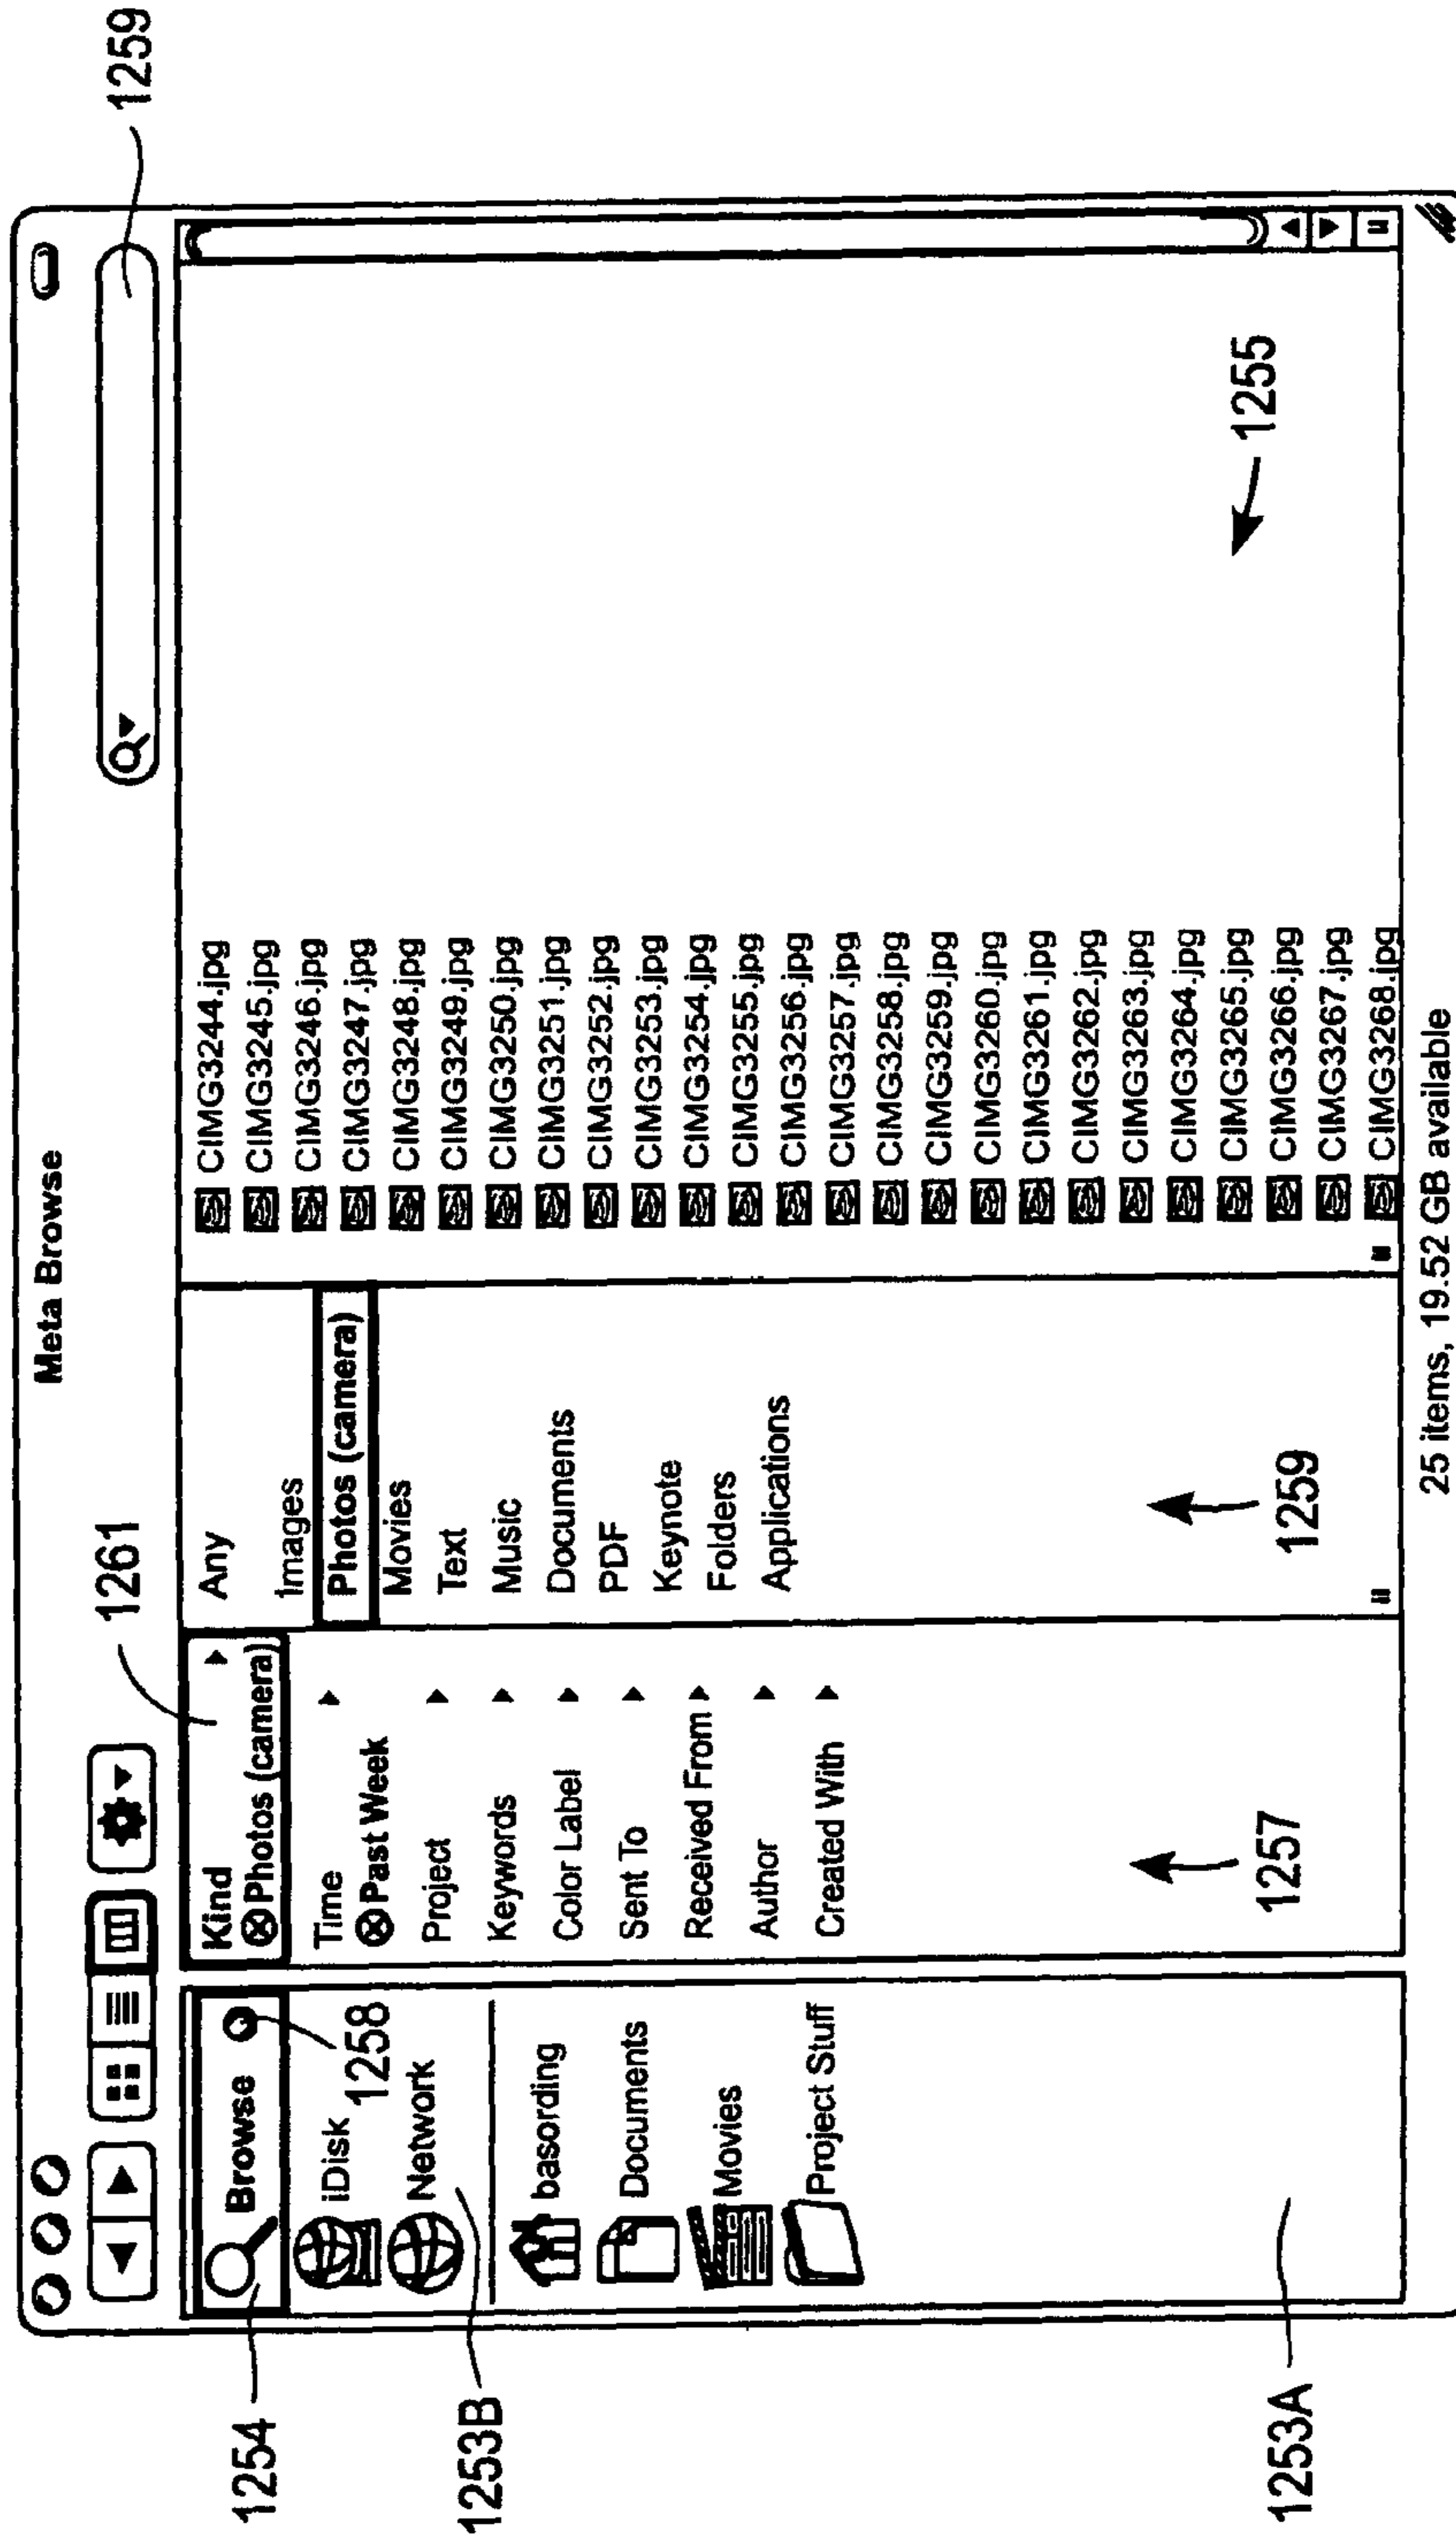 Meta Browse
1259
1261
1254
Browse
1258
iDisk
Network
1253B
basording
Documents
Movies
Project Stuff
1253A
Kind
Photos (camera)
Time
Past Week
Project
Keywords
Color Label
Sent To
Received From
Author
Created With
1257
Any
Images
Photos (camera)
Movies
Text
Music
Documents
PDF
Keynote
Folders
Applications
1259
CIMG3244.jpg
CIMG3245.jpg
CIMG3246.jpg
CIMG3247.jpg
CIMG3248.jpg
CIMG3249.jpg
CIMG3250.jpg
CIMG3251.jpg
CIMG3252.jpg
CIMG3253.jpg
CIMG3254.jpg
CIMG3255.jpg
CIMG3256.jpg
CIMG3257.jpg
CIMG3258.jpg
CIMG3259.jpg
CIMG3260.jpg
CIMG3261.jpg
CIMG3262.jpg
CIMG3263.jpg
CIMG3264.jpg
CIMG3265.jpg
CIMG3266.jpg
CIMG3267.jpg
CIMG3268.jpg
1255
25 items, 19.52 GB available